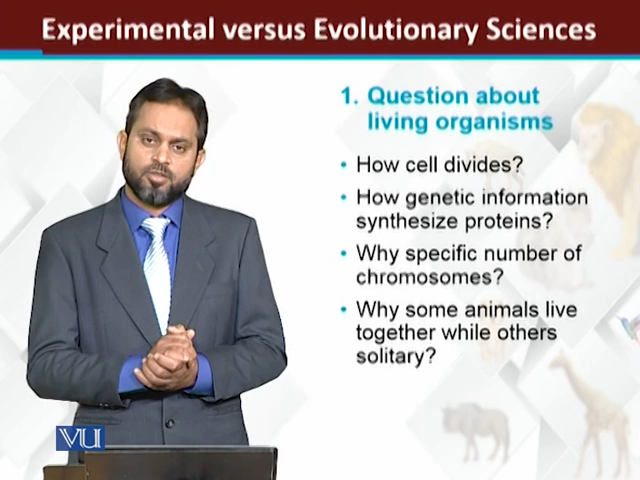 Experimental versus Evolutionary Sciences
1. Question about
living organisms
• How cell divides?
• How genetic information
synthesize proteins?
• Why specific number of
chromosomes?
• Why some animals live
together while others
solitary?
VU